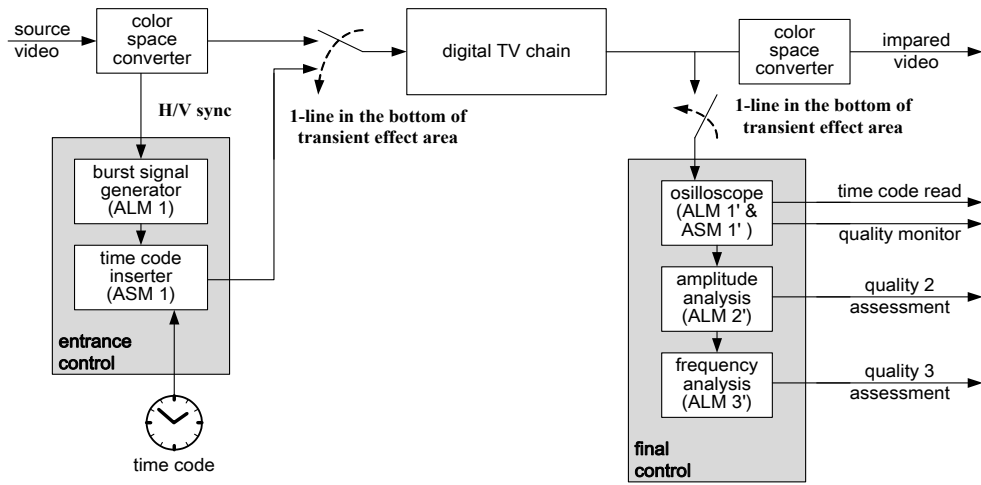 source
video
color
space
converter
H/V sync
1-line in the bottom of
transient effect area
digital TV chain
color
space
converter
impared
video
1-line in the bottom of
transient effect area
burst signal
generator
(ALM 1)
time code
inserter
(ASM 1)
entrance
control
time code
osilloscope
(ALM 1' &
ASM 1' )
time code read
quality monitor
amplitude
analysis
(ALM 2')
quality 2
assessment
frequency
analysis
(ALM 3')
quality 3
assessment
final
control